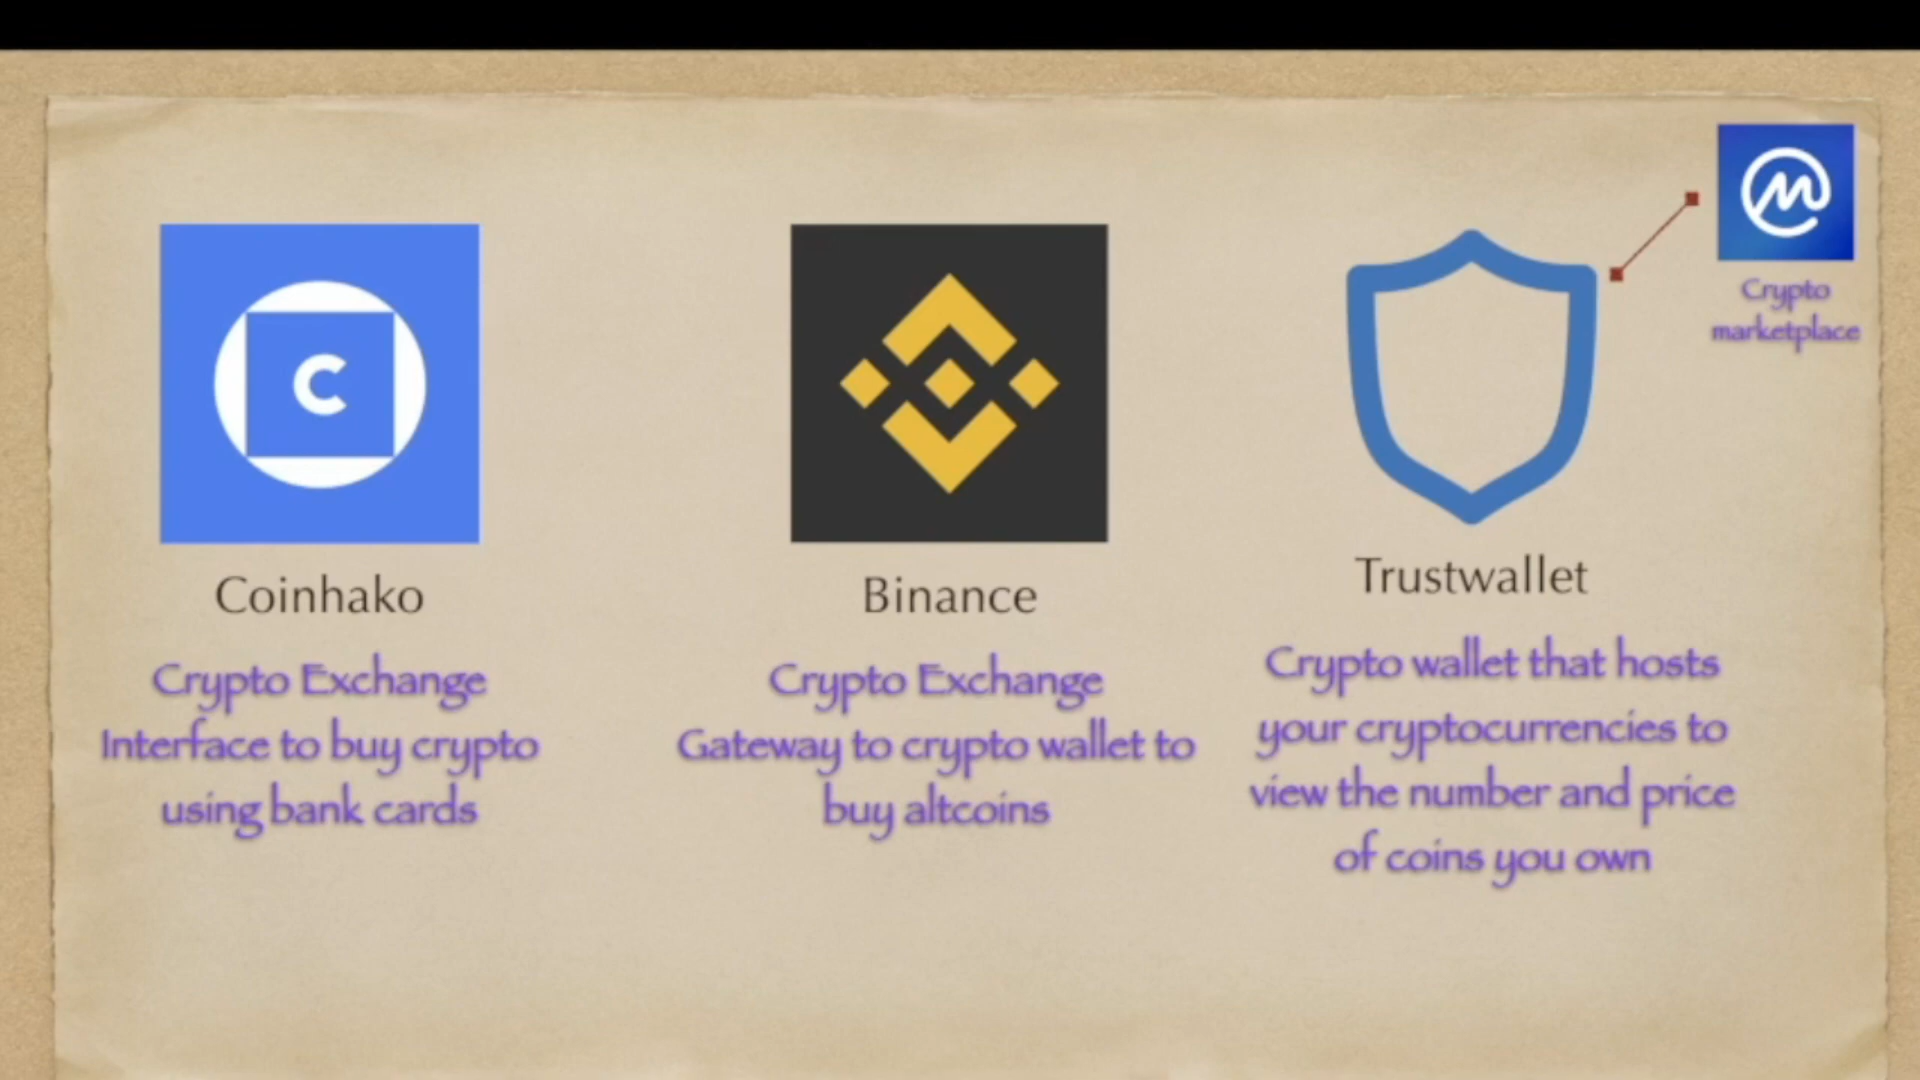 C
M
Crypto
marketplace
Coinhako
Crypto Exchange
Interface to buy crypto
using bank cards
Binance
Crypto Exchange
Gateway to crypto wallet to
buy altcoins
Trustwallet
Crypto wallet that hosts
your cryptocurrencies to
view the number and price
of coins you own